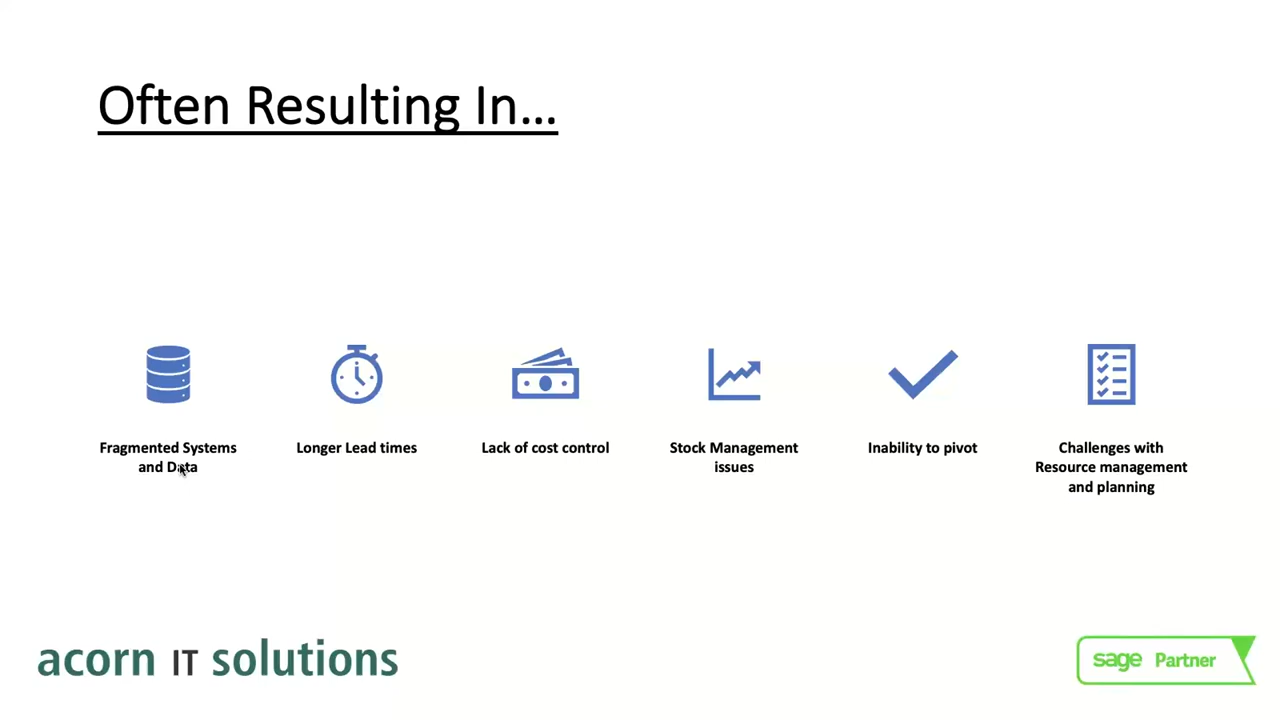 Often Resulting In...
Fragmented Systems
and Data
Longer Lead times
Lack of cost control
Stock Management
issues
Inability to pivot
Challenges with
Resource management
and planning
acorn IT solutions
sage Partner